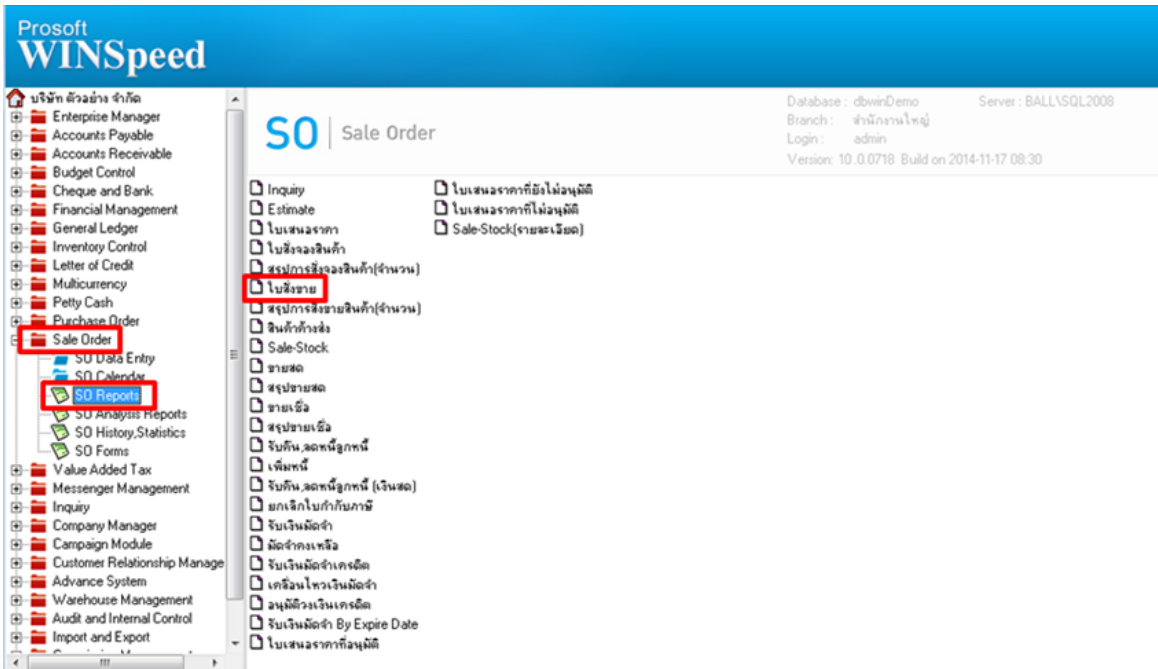 Prosoft
WINSpeed
บริษัท ตัวอย่าง จำกัด
Enterprise Manager
Accounts Payable
Accounts Receivable
Budget Control
Cheque and Bank
Financial Management
General Ledger
Inventory Control
Letter of Credit
Multicurrency
Petty Cash
Purchase Order
Sale Order
SO Data Entry
SO Calendar
SO Reports
SO Analysis Reports
SO History,Statistics
SO Forms
Value Added Tax
Messenger Management
Inquiry
Company Manager
Campaign Module
Customer Relationship Manage
Advance System
Warehouse Management
Audit and Internal Control
Import and Export
SO Sale Order
Database : dbwinDemo Server : BALL\SQL2008
Branch : สำนักงานใหญ่
Login : admin
Version: 10.0.0718 Build on 2014-11-17 08:30
Inquiry
Estimate
ใบเสนอราคา
ใบสั่งจองสินค้า
สรุปการสั่งจองสินค้า(จำนวน)
ใบสั่งขาย
สรุปการสั่งขายสินค้า(จำนวน)
สินค้าค้างส่ง
Sale-Stock
ขายสด
สรุปขายสด
ขายเชื่อ
สรุปขายเชื่อ
รับคืน,ลดหนี้ลูกหนี้
เพิ่มหนี้
รับคืน,ลดหนี้ลูกหนี้ (เงินสด)
ยกเลิกใบกำกับภาษี
รับเงินมัดจำ
มัดจำคงเหลือ
รับเงินมัดจำเครดิต
เคลื่อนไหวเงินมัดจำ
อนุมัติวงเงินเครดิต
รับเงินมัดจำ By Expire Date
ใบเสนอราคาที่อนุมัติ
ใบเสนอราคาที่ยังไม่อนุมัติ
ใบเสนอราคาที่ไม่อนุมัติ
Sale-Stock(รายละเอียด)